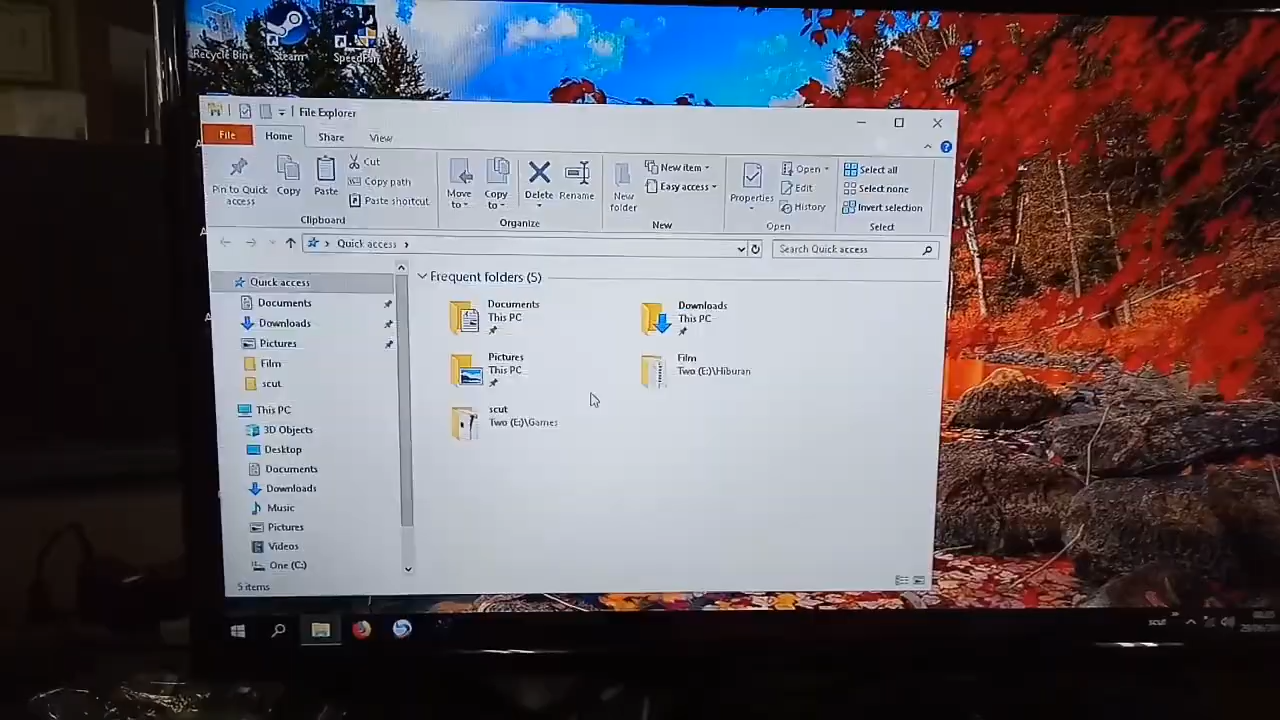 Recycle Bin
Steam
SpeedFan
File Explorer
File
Home
Share
View
Pin to Quick access
Copy
Paste
Cut
Copy path
Paste shortcut
Clipboard
Move to
Copy to
Delete
Rename
Organize
New folder
New item
Easy access
New
Properties
Open
Edit
History
Open
Select all
Select none
Invert selection
Select
Quick access
Search Quick access
Quick access
Documents
Downloads
Pictures
Film
scut
This PC
3D Objects
Desktop
Documents
Downloads
Music
Pictures
Videos
One (C:)
Frequent folders (5)
Documents
This PC
Downloads
This PC
Pictures
This PC
Film
Two (E:)\Hiburan
scut
Two (E:)\Games
5 items
scut